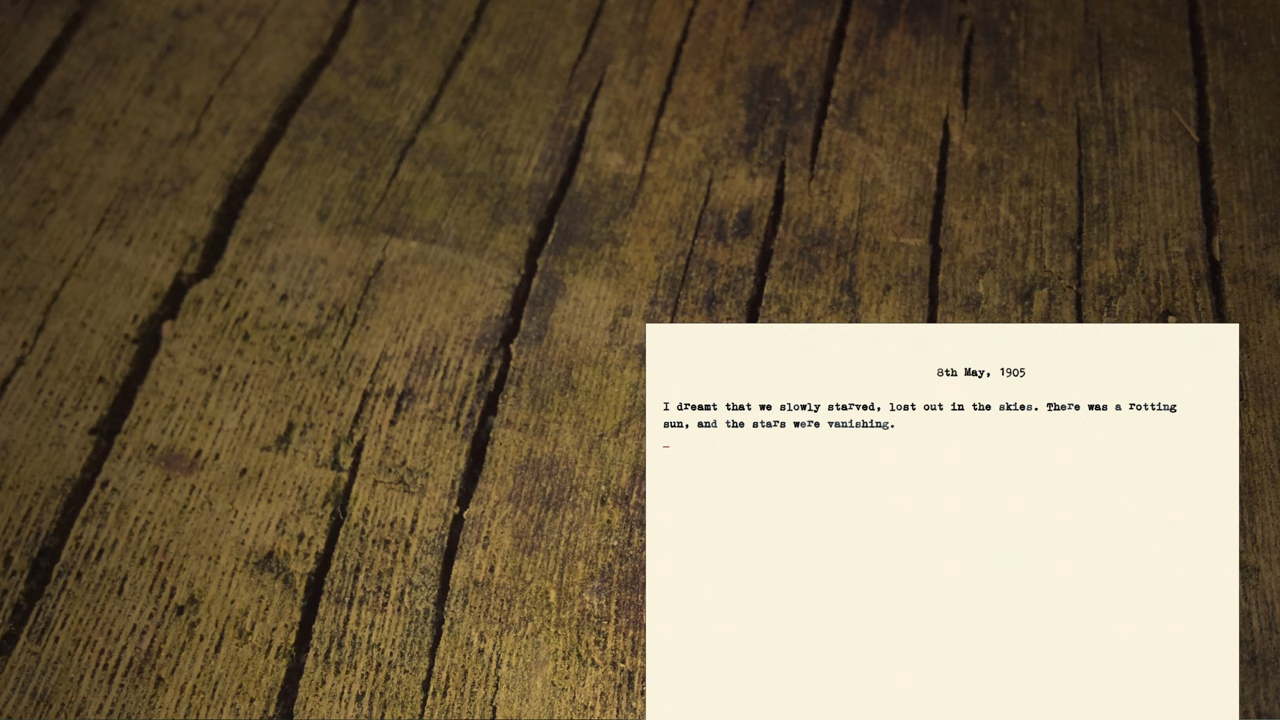 8th May, 1905
I dreamt that we slowly starved, lost out in the skies. There was a rotting
sun, and the stars were vanishing.